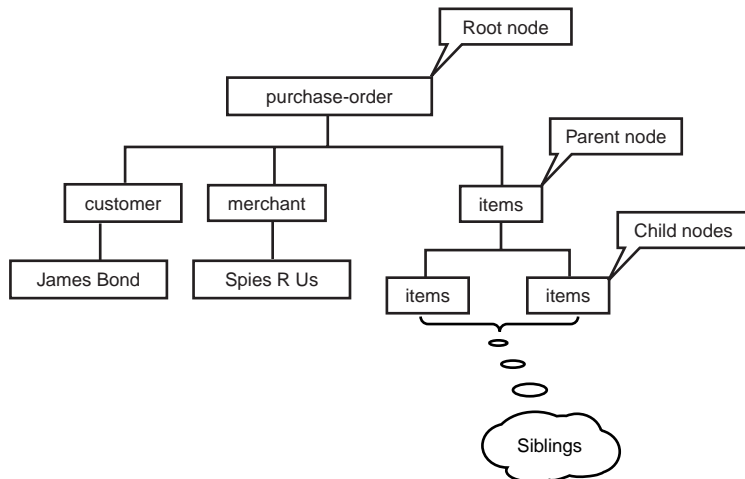 Root node
purchase-order
Parent node
customer
merchant
items
Child nodes
James Bond
Spies R Us
items
items
Siblings